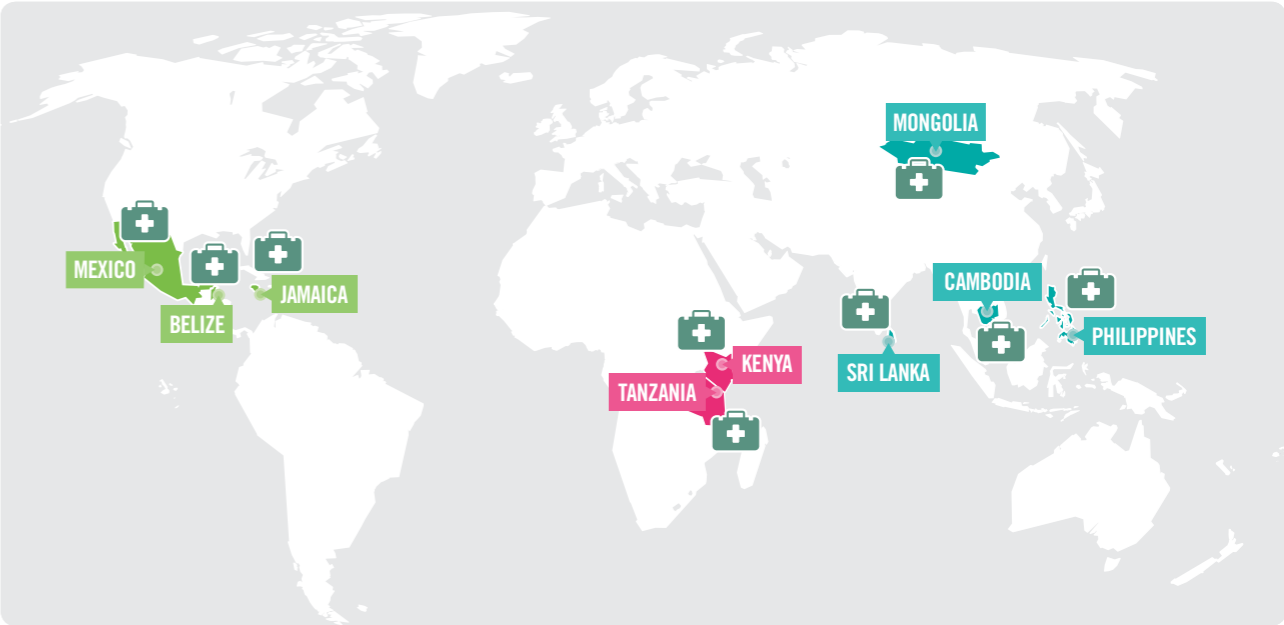 MONGOLIA
MEXICO
JAMAICA
BELIZE
CAMBODIA
PHILIPPINES
KENYA
TANZANIA
SRI LANKA